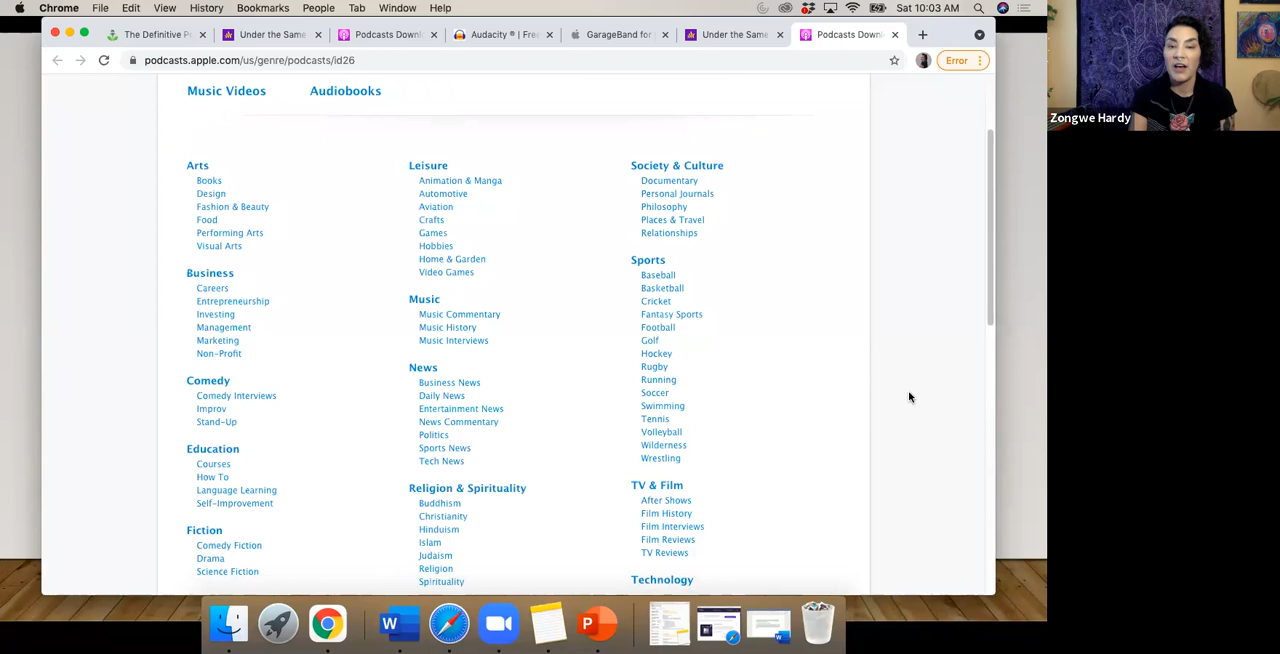 Chrome File Edit View History Bookmarks People Tab Window Help Sat 10:03 AM
The Definitive P Under the Same Podcasts Downl Audacity ® | Fre GarageBand for Under the Same Podcasts Downl
podcasts.apple.com/us/genre/podcasts/id26 Error
Zongwe Hardy
Music Videos Audiobooks
Arts
Books
Design
Fashion & Beauty
Food
Performing Arts
Visual Arts
Business
Careers
Entrepreneurship
Investing
Management
Marketing
Non-Profit
Comedy
Comedy Interviews
Improv
Stand-Up
Education
Courses
How To
Language Learning
Self-Improvement
Fiction
Comedy Fiction
Drama
Science Fiction
Leisure
Animation & Manga
Automotive
Aviation
Crafts
Games
Hobbies
Home & Garden
Video Games
Music
Music Commentary
Music History
Music Interviews
News
Business News
Daily News
Entertainment News
News Commentary
Politics
Sports News
Tech News
Religion & Spirituality
Buddhism
Christianity
Hinduism
Islam
Judaism
Religion
Spirituality
Society & Culture
Documentary
Personal Journals
Philosophy
Places & Travel
Relationships
Sports
Baseball
Basketball
Cricket
Fantasy Sports
Football
Golf
Hockey
Rugby
Running
Soccer
Swimming
Tennis
Volleyball
Wilderness
Wrestling
TV & Film
After Shows
Film History
Film Interviews
Film Reviews
TV Reviews
Technology
W P